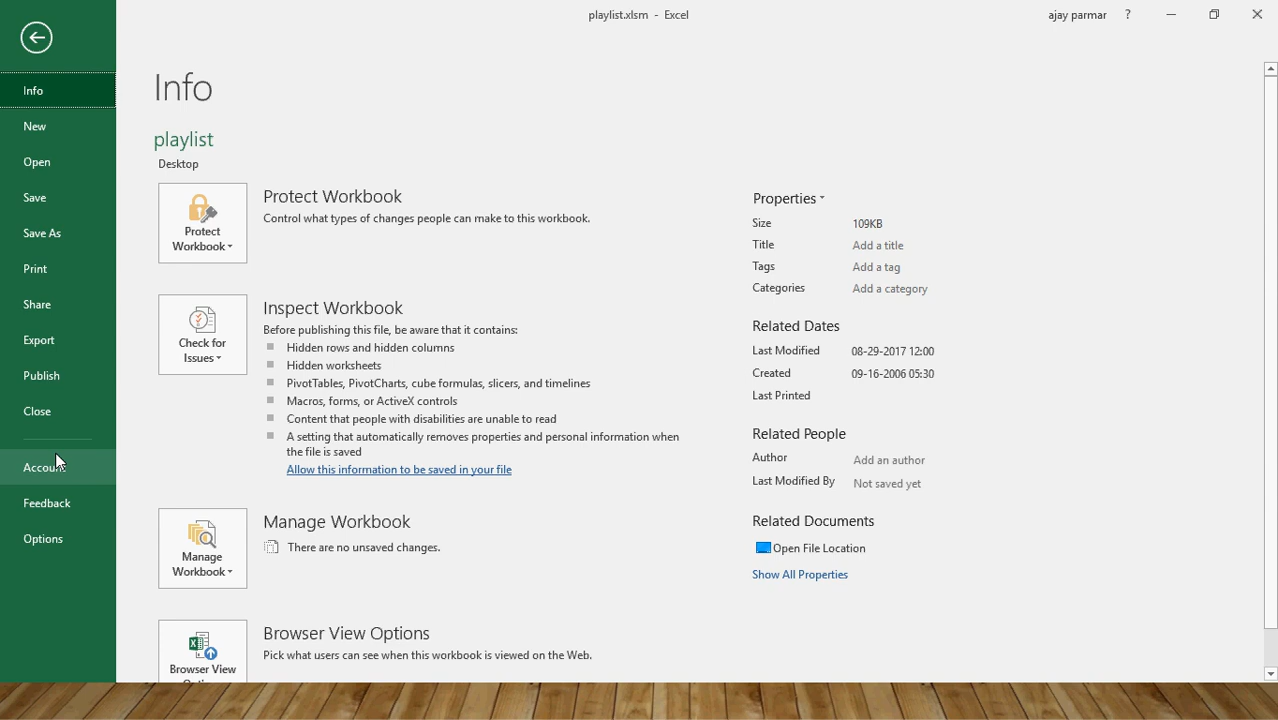 playlist.xlsm - Excel
ajay parmar
?
Info
New
Open
Save
Save As
Print
Share
Export
Publish
Close
Account
Feedback
Options
Info
playlist
Desktop
Protect
Workbook
Protect Workbook
Control what types of changes people can make to this workbook.
Check for
Issues
Inspect Workbook
Before publishing this file, be aware that it contains:
Hidden rows and hidden columns
Hidden worksheets
PivotTables, PivotCharts, cube formulas, slicers, and timelines
Macros, forms, or ActiveX controls
Content that people with disabilities are unable to read
A setting that automatically removes properties and personal information when
the file is saved
Allow this information to be saved in your file
Manage
Workbook
Manage Workbook
There are no unsaved changes.
Browser View
Browser View Options
Pick what users can see when this workbook is viewed on the Web.
Properties
Size 109KB
Title Add a title
Tags Add a tag
Categories Add a category
Related Dates
Last Modified 08-29-2017 12:00
Created 09-16-2006 05:30
Last Printed
Related People
Author Add an author
Last Modified By Not saved yet
Related Documents
Open File Location
Show All Properties